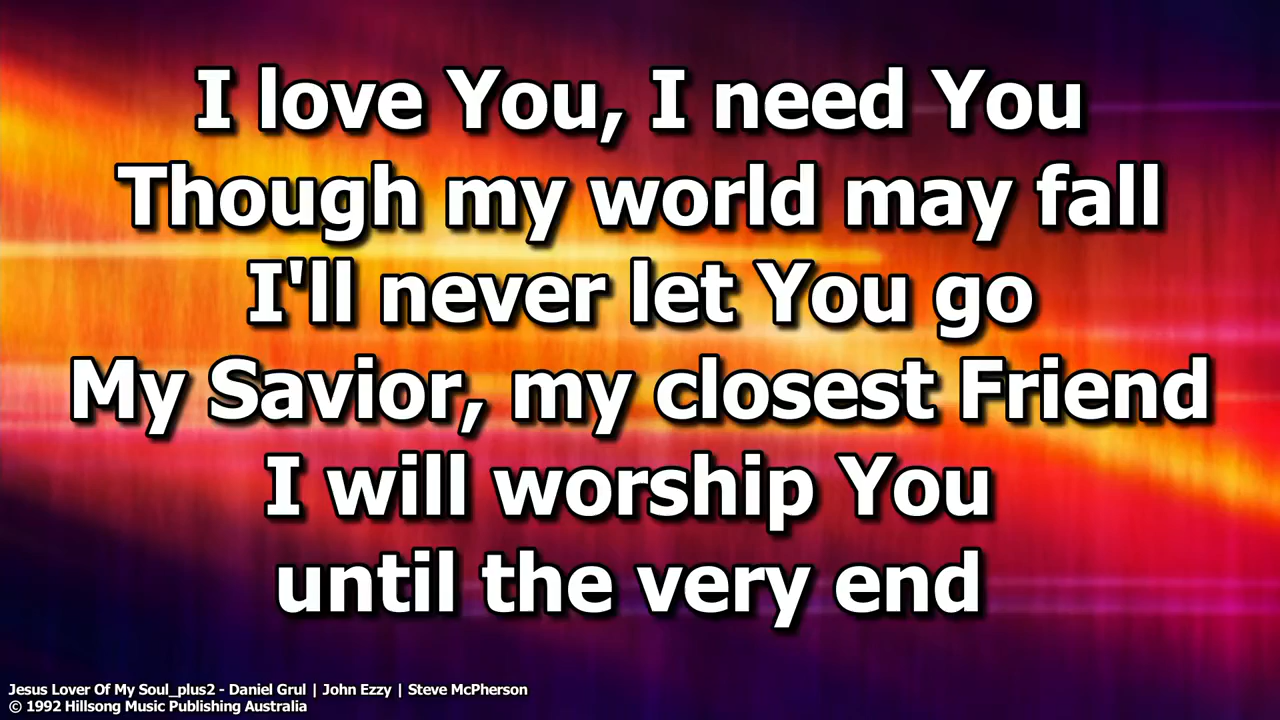 I love You, I need You
Though my world may fall
I'll never let You go
My Savior, my closest Friend
I will worship You
until the very end
Jesus Lover Of My Soul_plus2 - Daniel Grul | John Ezzy | Steve McPherson
© 1992 Hillsong Music Publishing Australia